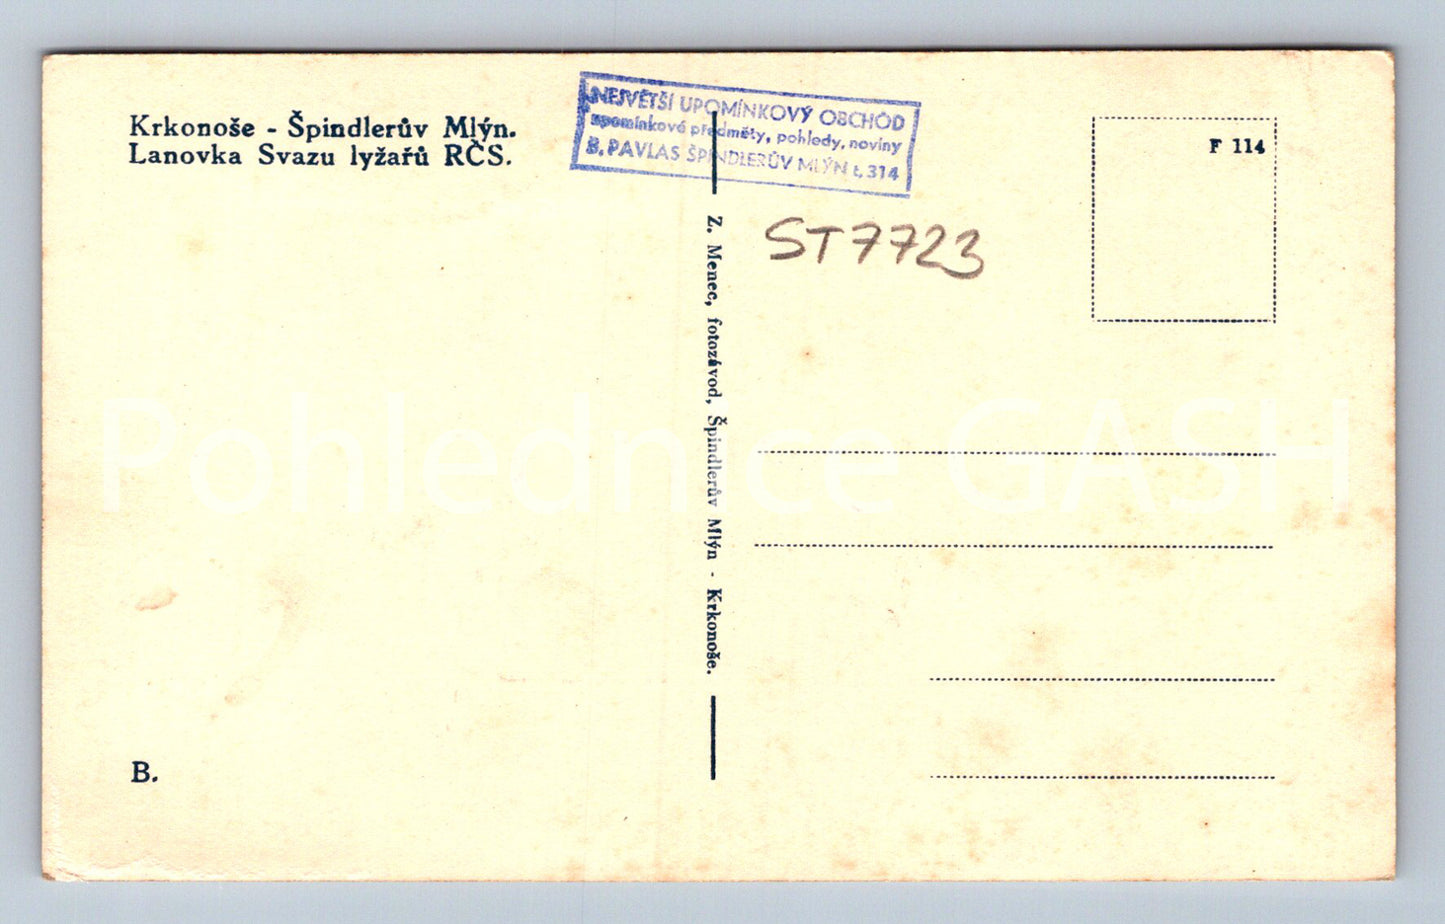 Krkonoše - Špindlerův Mlýn.
Lanovka Svazu lyžařů RČS.
NEJVĚTŠÍ UPOMÍNKOVÝ OBCHOD
upomínkové předměty, pohledy, noviny
B. PAVLAS ŠPINDLERŮV MLÝN č. 314
F 114
ST7723
Z. Menec, fotozávod, Špindlerův Mlýn - Krkonoše.
Pohlednice GASH
B.